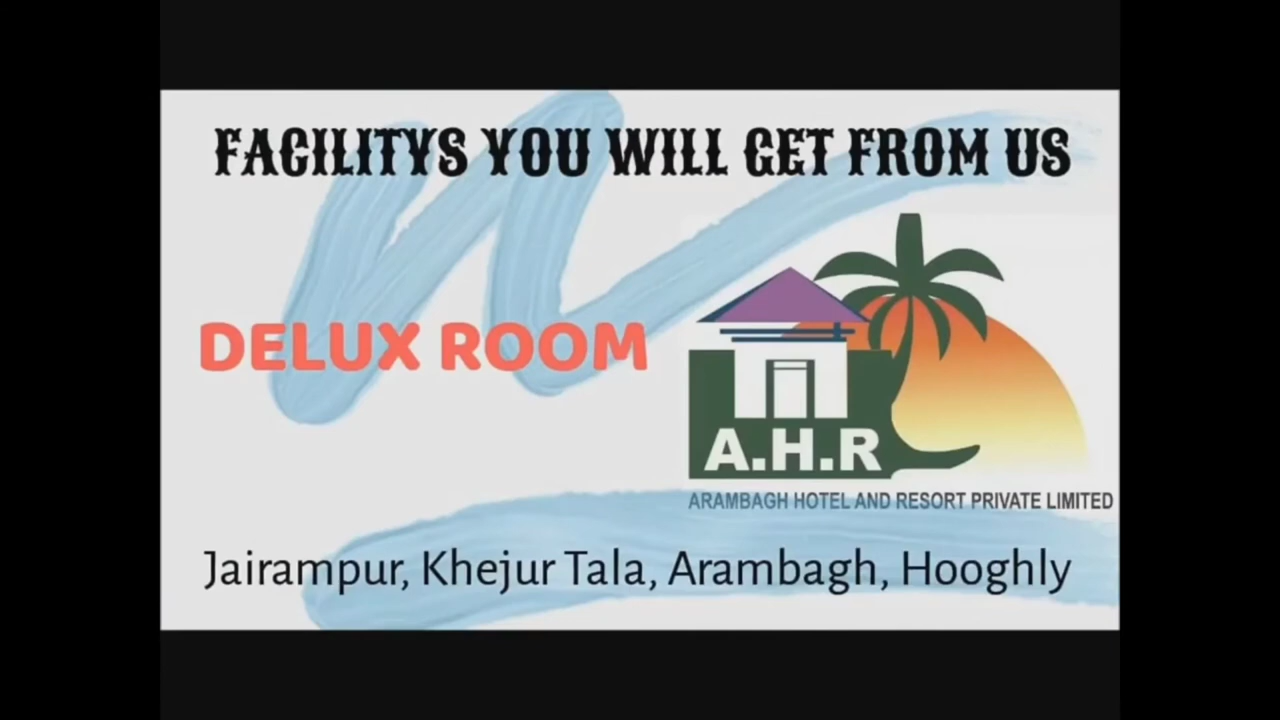 FACILITYS YOU WILL GET FROM US
DELUX ROOM
A.H.R
ARAMBAGH HOTEL AND RESORT PRIVATE LIMITED
Jairampur, Khejur Tala, Arambagh, Hooghly